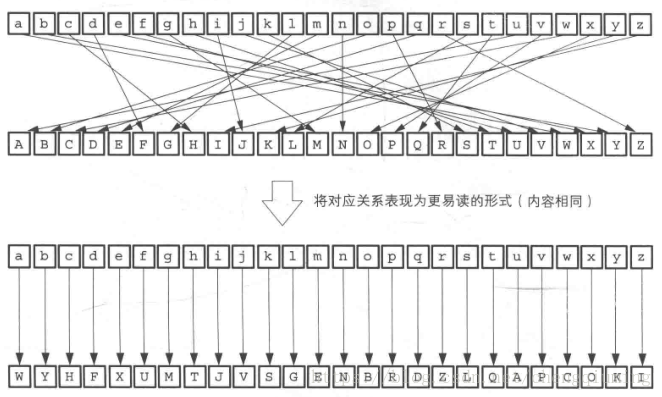 a b c d e f g h i j k l m n o p q r s t u v w x y z
A B C D E F G H I J K L M N O P Q R S T U V W X Y Z
将对应关系表现为更易读的形式（内容相同）
a b c d e f g h i j k l m n o p q r s t u v w x y z
W Y H F X U M T J V S G E N B R D Z L Q A P C O K I